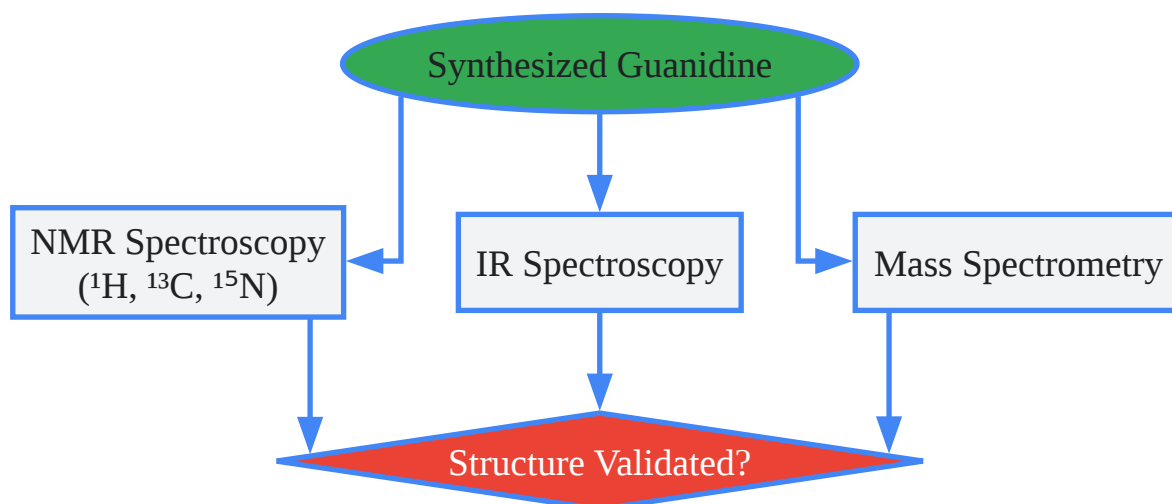 Synthesized Guanidine
NMR Spectroscopy
(¹H, ¹³C, ¹⁵N)
IR Spectroscopy
Mass Spectrometry
Structure Validated?